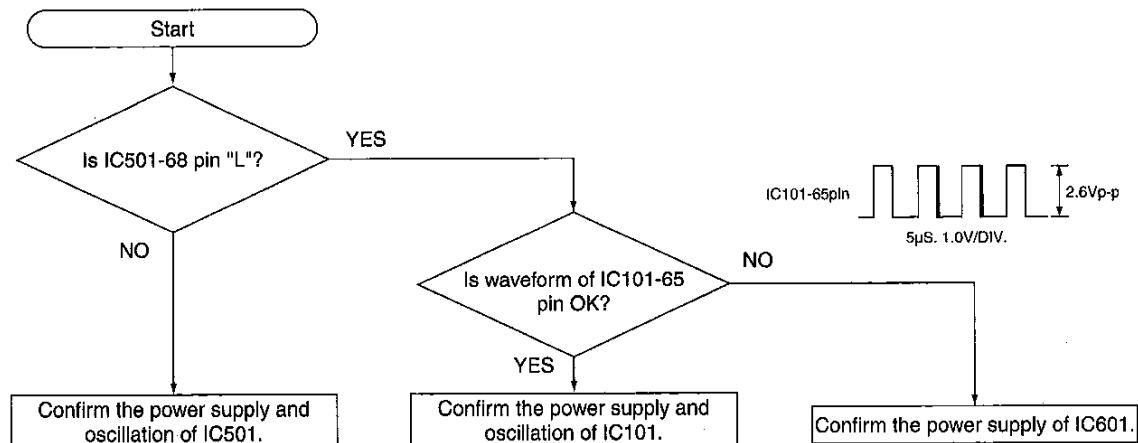 Start
Is IC501-68 pin "L"?
YES
NO
IC101-65pin
2.6Vp-p
5µS. 1.0V/DIV.
Is waveform of IC101-65
pin OK?
NO
YES
Confirm the power supply and
oscillation of IC501.
Confirm the power supply and
oscillation of IC101.
Confirm the power supply of IC601.